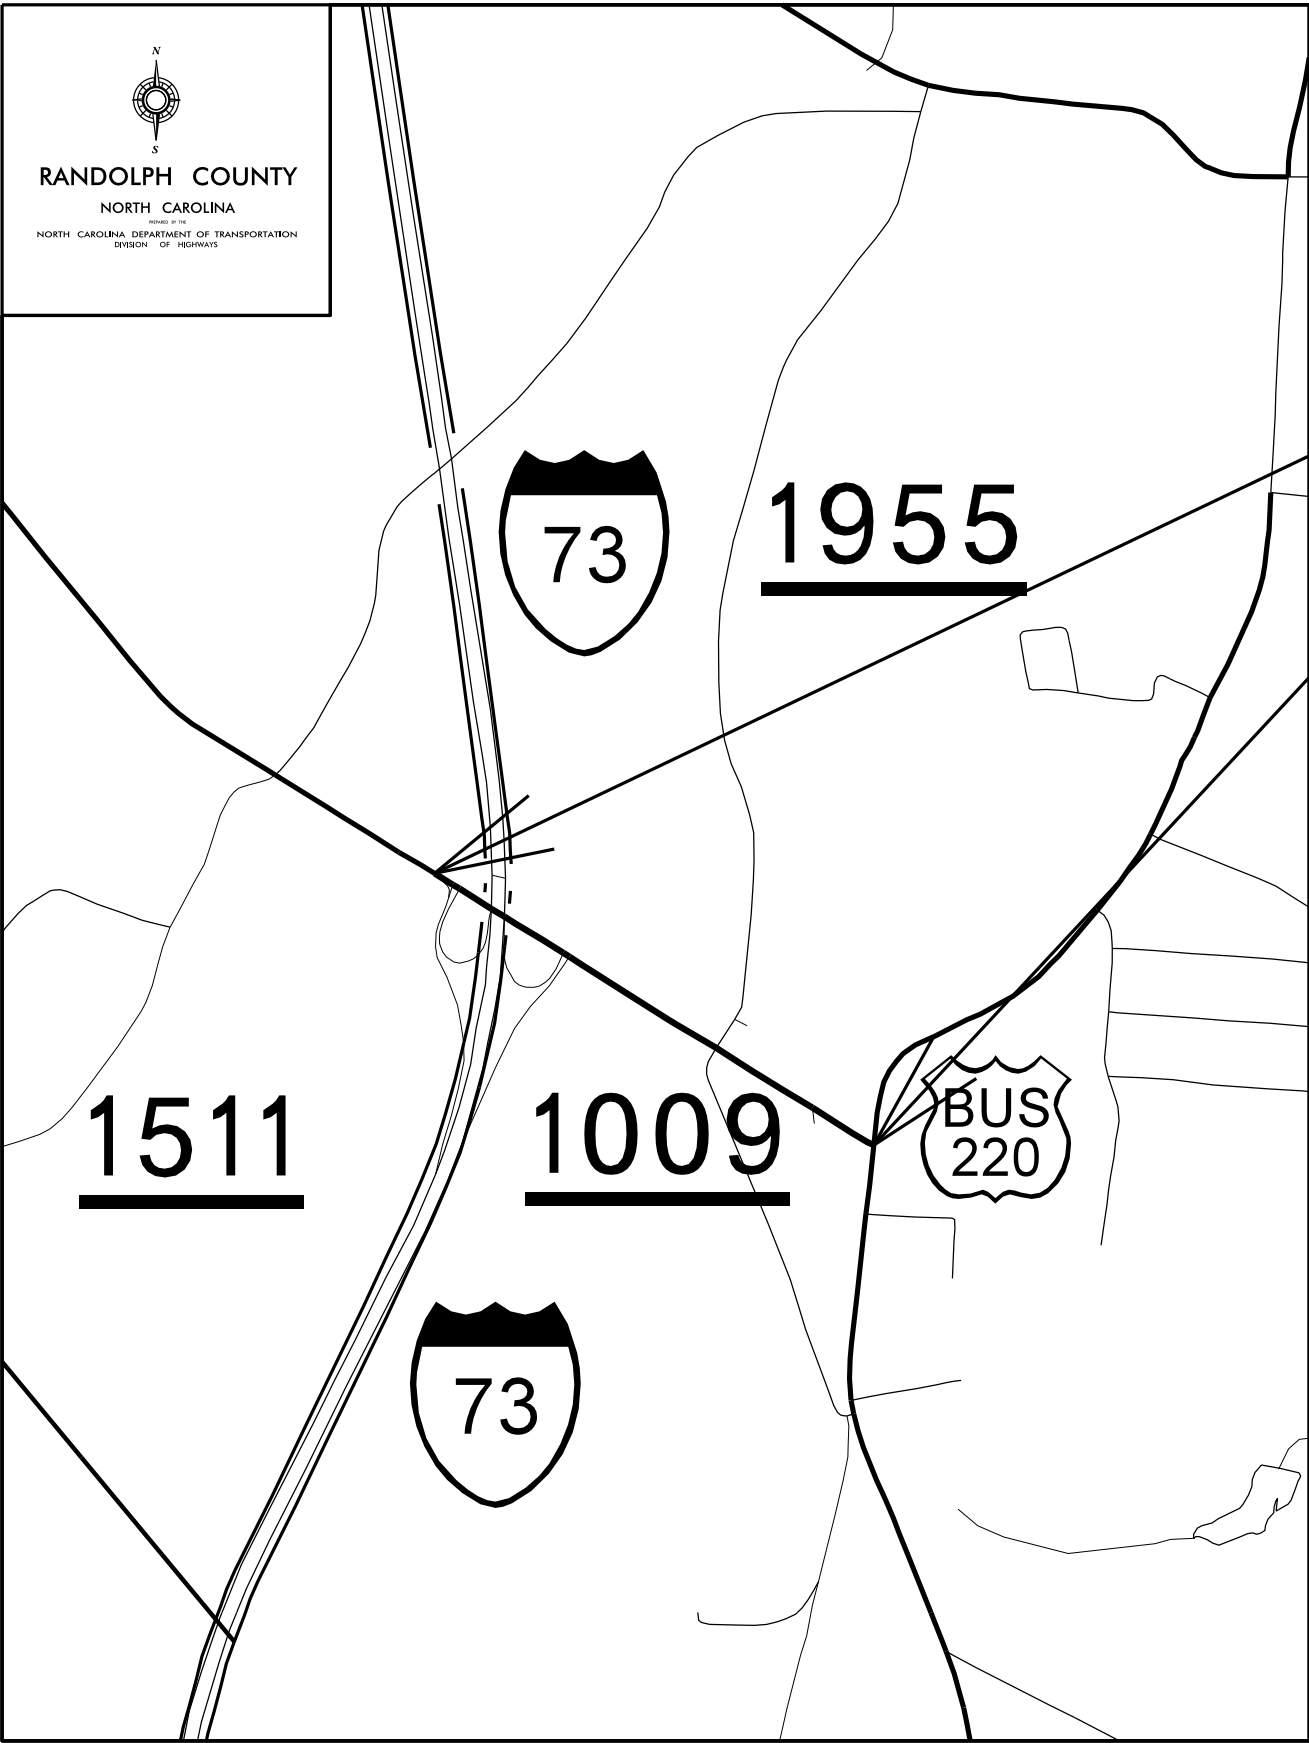 N
S
RANDOLPH COUNTY
NORTH CAROLINA
PREPARED BY THE
NORTH CAROLINA DEPARTMENT OF TRANSPORTATION
DIVISION OF HIGHWAYS
73
1955
1511
1009
BUS
220
73